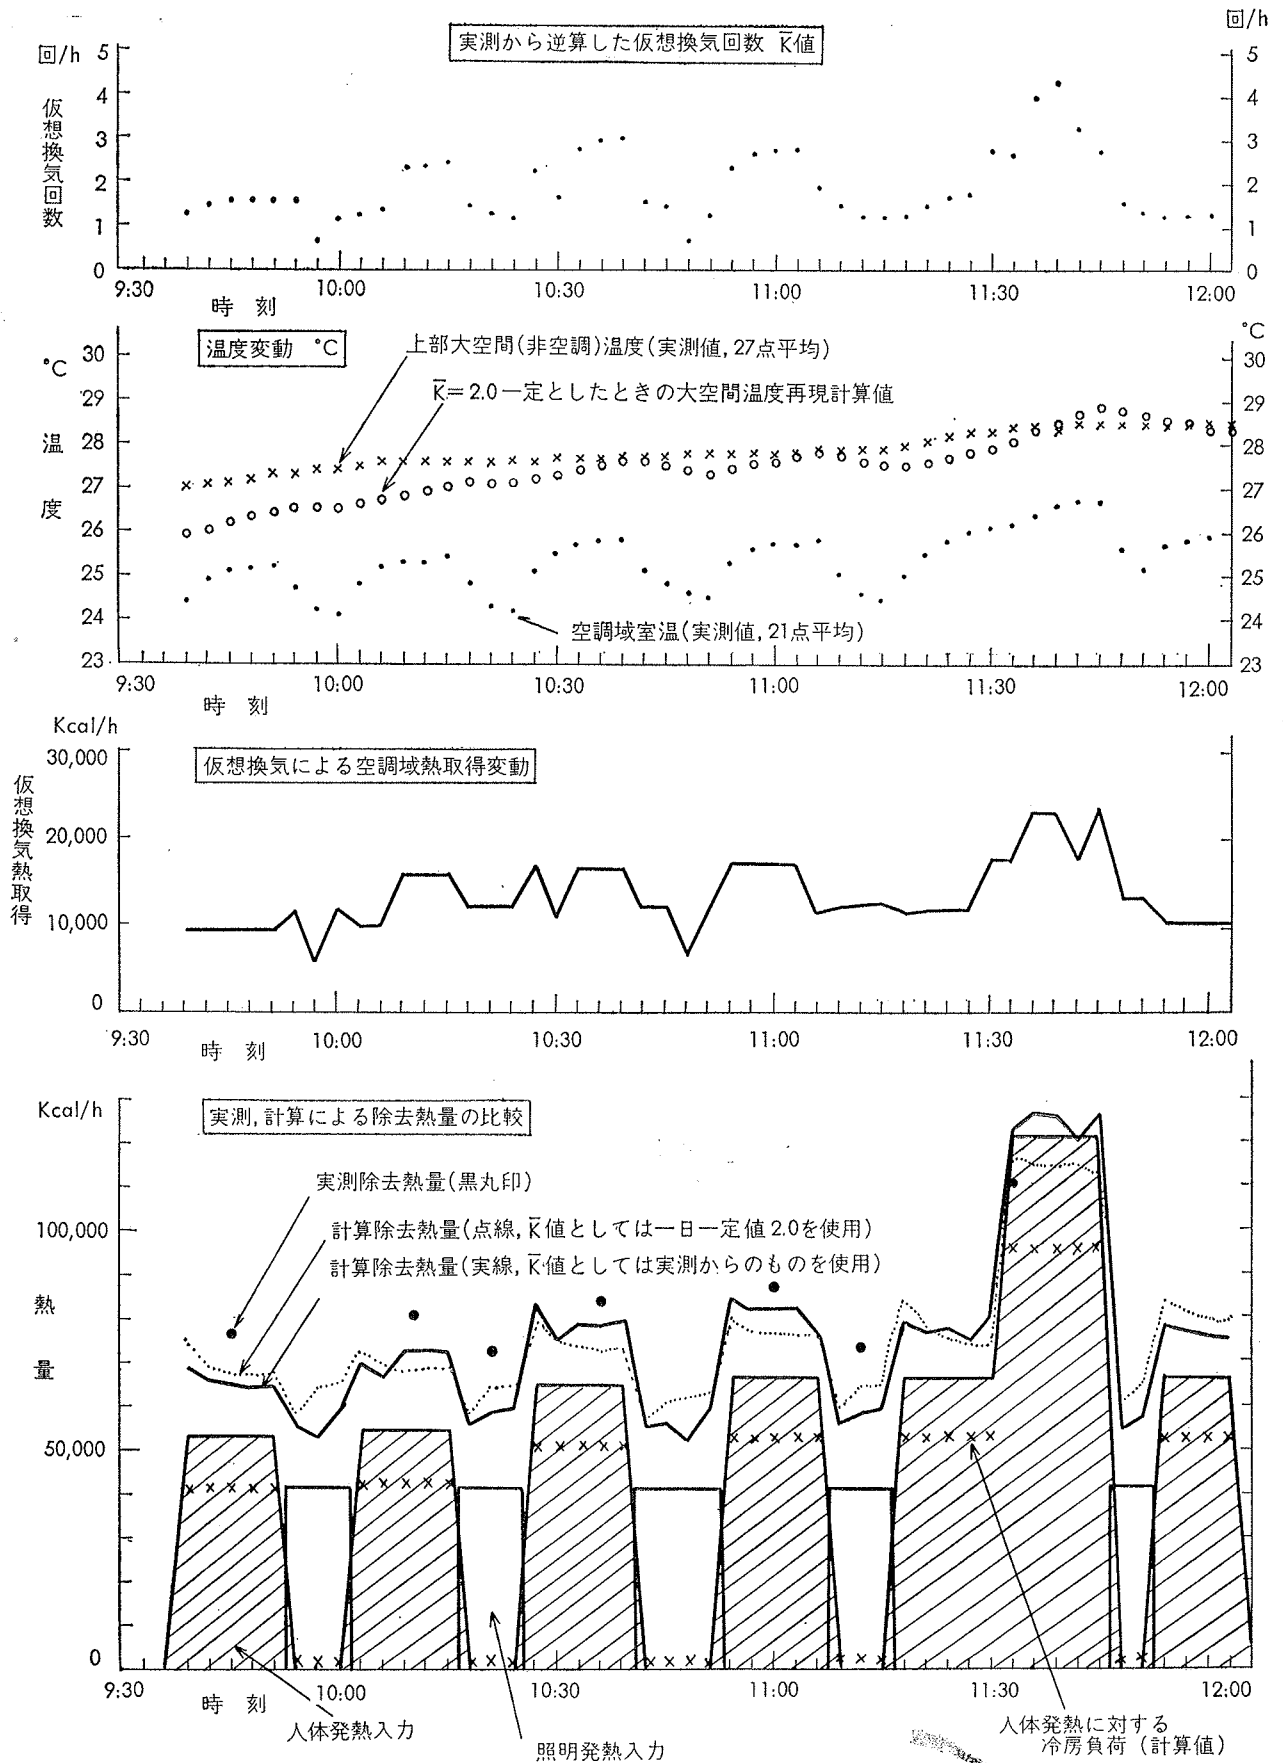 実測から逆算した仮想換気回数 K̄値
回/h
回/h
5
4
3
2
1
0
5
4
3
2
1
0
仮想換気回数
9:30
10:00
10:30
11:00
11:30
12:00
時 刻
温度変動 °C
上部大空間(非空調)温度(実測値,27点平均)
K̄=2.0一定としたときの大空間温度再現計算値
空調域室温(実測値,21点平均)
°C
°C
30
29
28
27
26
25
24
23
30
29
28
27
26
25
24
23
温度
9:30
10:00
10:30
11:00
11:30
12:00
時 刻
Kcal/h
仮想換気による空調域熱取得変動
30,000
20,000
10,000
0
仮想換気熱取得
9:30
10:00
10:30
11:00
11:30
12:00
時 刻
Kcal/h
実測,計算による除去熱量の比較
実測除去熱量(黒丸印)
計算除去熱量(点線,K̄値としては一日一定値2.0を使用)
計算除去熱量(実線,K̄値としては実測からのものを使用)
100,000
50,000
0
熱量
9:30
10:00
10:30
11:00
11:30
12:00
時 刻
人体発熱入力
照明発熱入力
人体発熱に対する
冷房負荷(計算値)